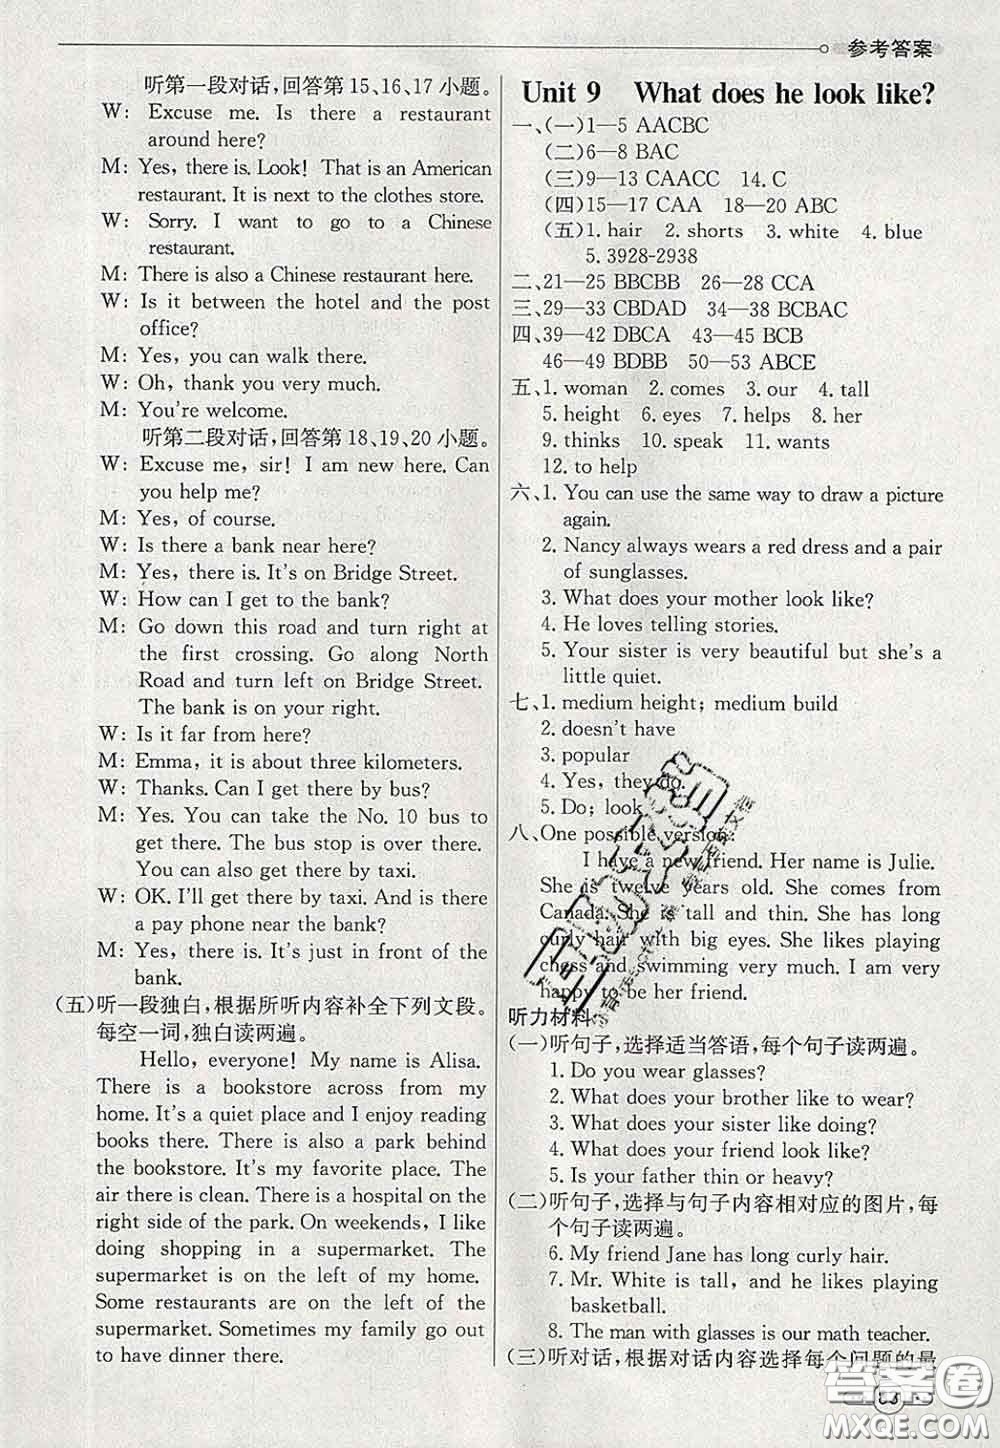 参考答案
听第一段对话,回答第15、16、17小题。
W: Excuse me. Is there a restaurant
around here?
M: Yes, there is. Look! That is an American
restaurant. It is next to the clothes store.
W: Sorry. I want to go to a Chinese
restaurant.
M: There is also a Chinese restaurant here.
W: Is it between the hotel and the post
office?
M: Yes, you can walk there.
W: Oh, thank you very much.
M: You're welcome.
听第二段对话,回答第18、19、20小题。
W: Excuse me, sir! I am new here. Can
you help me?
M: Yes, of course.
W: Is there a bank near here?
M: Yes, there is. It's on Bridge Street.
W: How can I get to the bank?
M: Go down this road and turn right at
the first crossing. Go along North
Road and turn left on Bridge Street.
The bank is on your right.
W: Is it far from here?
M: Emma, it is about three kilometers.
W: Thanks. Can I get there by bus?
M: Yes. You can take the No. 10 bus to
get there. The bus stop is over there.
You can also get there by taxi.
W: OK. I'll get there by taxi. And is there
a pay phone near the bank?
M: Yes, there is. It's just in front of the
bank.
(五)听一段独白,根据所听内容补全下列文段。
每空一词,独白读两遍。
Hello, everyone! My name is Alisa.
There is a bookstore across from my
home. It's a quiet place and I enjoy reading
books there. There is also a park behind
the bookstore. It's my favorite place. The
air there is clean. There is a hospital on the
right side of the park. On weekends, I like
doing shopping in a supermarket. The
supermarket is on the left of my home.
Some restaurants are on the left of the
supermarket. Sometimes my family go out
to have dinner there.
Unit 9 What does he look like?
一、(一)1—5 AACBC
(二)6—8 BAC
(三)9—13 CAACC 14. C
(四)15—17 CAA 18—20 ABC
(五)1. hair 2. shorts 3. white 4. blue
5. 3928-2938
二、21—25 BBCBB 26—28 CCA
三、29—33 CBDAD 34—38 BCBAC
四、39—42 DBCA 43—45 BCB
46—49 BDBB 50—53 ABCE
五、1. woman 2. comes 3. our 4. tall
5. height 6. eyes 7. helps 8. her
9. thinks 10. speak 11. wants
12. to help
六、1. You can use the same way to draw a picture
again.
2. Nancy always wears a red dress and a pair
of sunglasses.
3. What does your mother look like?
4. He loves telling stories.
5. Your sister is very beautiful but she's a
little quiet.
七、1. medium height; medium build
2. doesn't have
3. popular
4. Yes, they do.
5. Do; look
八、One possible version:
I have a new friend. Her name is Julie.
She is twelve years old. She comes from
Canada. She is tall and thin. She has long
curly hair with big eyes. She likes playing
chess and swimming very much. I am very
happy to be her friend.
听力材料:
(一)听句子,选择适当答语,每个句子读两遍。
1. Do you wear glasses?
2. What does your brother like to wear?
3. What does your sister like doing?
4. What does your friend look like?
5. Is your father thin or heavy?
(二)听句子,选择与句子内容相对应的图片,每
个句子读两遍。
6. My friend Jane has long curly hair.
7. Mr. White is tall, and he likes playing
basketball.
8. The man with glasses is our math teacher.
(三)听对话,根据对话内容选择每个问题的最
答案圈
MXQE.COM